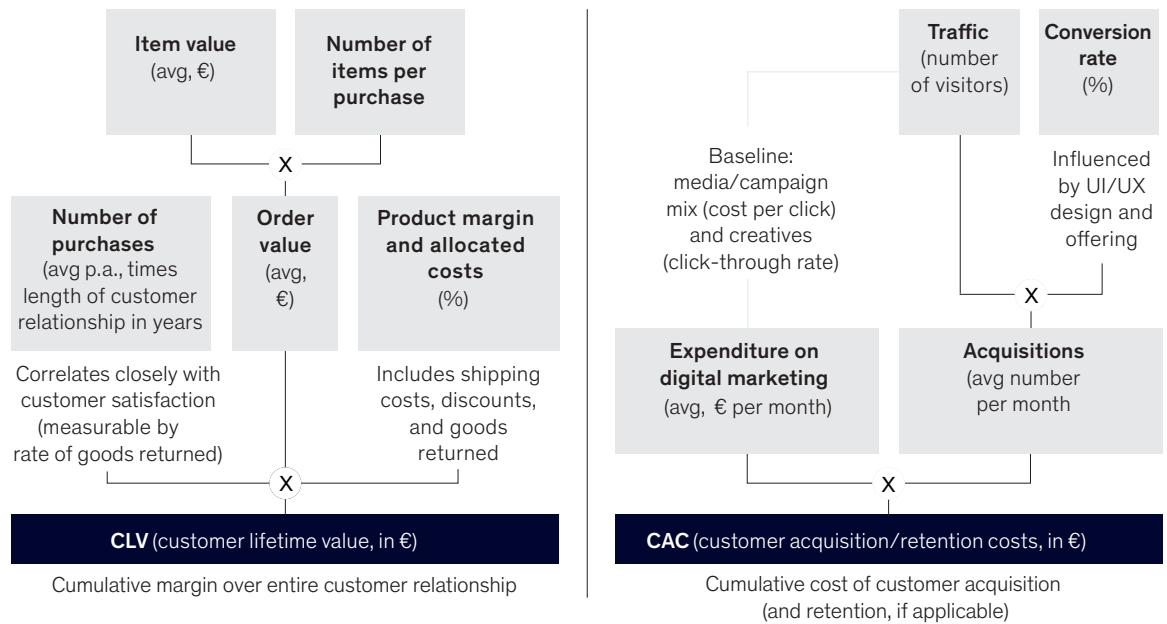 Item value
(avg, €)
Number of
items per
purchase
X
Number of
purchases
(avg p.a., times
length of customer
relationship in years
Order
value
(avg,
€)
Product margin
and allocated
costs
(%)
Correlates closely with
customer satisfaction
(measurable by
rate of goods returned)
Includes shipping
costs, discounts,
and goods
returned
X
CLV (customer lifetime value, in €)
Cumulative margin over entire customer relationship
Traffic
(number
of visitors)
Conversion
rate
(%)
Baseline:
media/campaign
mix (cost per click)
and creatives
(click-through rate)
Influenced
by UI/UX
design and
offering
X
Expenditure on
digital marketing
(avg, € per month)
Acquisitions
(avg number
per month
X
CAC (customer acquisition/retention costs, in €)
Cumulative cost of customer acquisition
(and retention, if applicable)